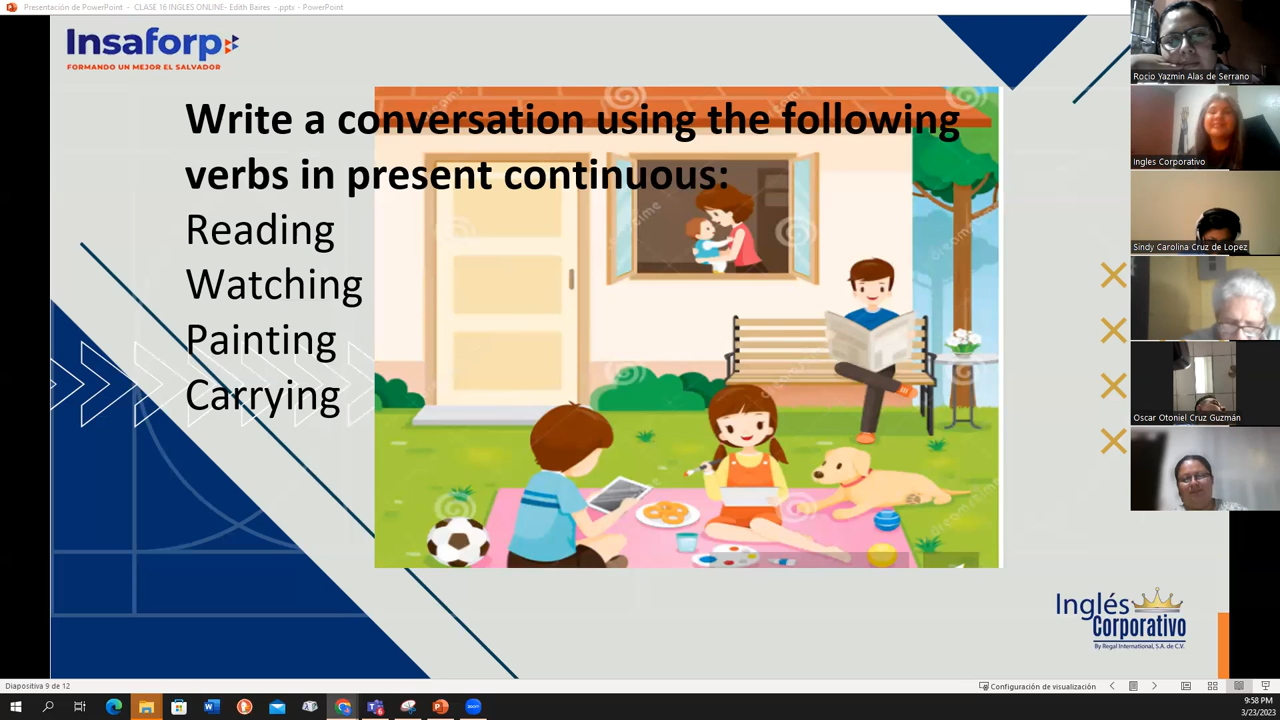 Presentación de PowerPoint - CLASE 16 INGLES ONLINE- Edith Baires -.pptx - PowerPoint
Insaforp
FORMANDO UN MEJOR EL SALVADOR
Write a conversation using the following
verbs in present continuous:
Reading
Watching
Painting
Carrying
dreamstime
Rocio Yazmin Alas de Serrano
Ingles Corporativo
Sindy Carolina Cruz de Lopez
Oscar Otoniel Cruz Guzmán
Inglés
Corporativo
By Regal International, S.A. de C.V.
Diapositiva 9 de 12
Configuración de visualización
9:58 PM
3/23/2023